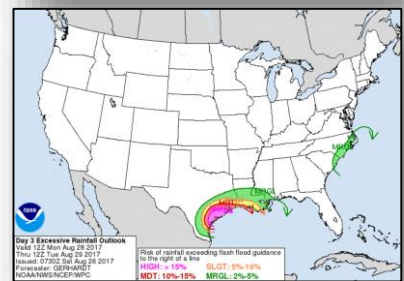 MRGL
MRGL
MDT
NOAA
Day 3 Excessive Rainfall Outlook
Valid 12Z Mon Aug 28 2017
Thru 12Z Tue Aug 29 2017
Issued: 0730Z Sat Aug 26 2017
Forecaster: GERHARDT
NOAA/NWS/NCEP/WPC
Risk of rainfall exceeding flash flood guidance
to the right of a line
HIGH: > 15% SLGT: 5%-10%
MDT: 10%-15% MRGL: 2%-5%